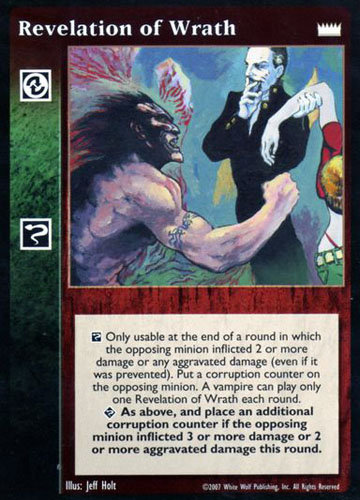 Revelation of Wrath
Only usable at the end of a round in which
the opposing minion inflicted 2 or more
damage or any aggravated damage (even if it
was prevented). Put a corruption counter on
the opposing minion. A vampire can play only
one Revelation of Wrath each round.
As above, and place an additional
corruption counter if the opposing
minion inflicted 3 or more damage or 2
or more aggravated damage this round.
Illus: Jeff Holt
©2007 White Wolf Publishing, Inc. All Rights Reserved